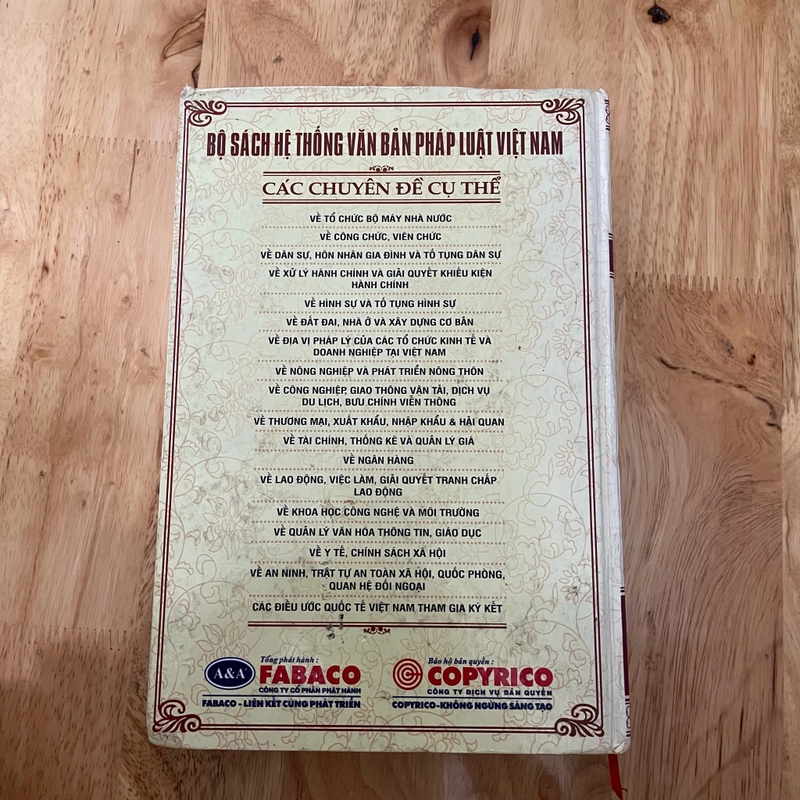 BỘ SÁCH HỆ THỐNG VĂN BẢN PHÁP LUẬT VIỆT NAM
CÁC CHUYÊN ĐỀ CỤ THỂ
VỀ TỔ CHỨC BỘ MÁY NHÀ NƯỚC
VỀ CÔNG CHỨC, VIÊN CHỨC
VỀ DÂN SỰ, HÔN NHÂN GIA ĐÌNH VÀ TỐ TỤNG DÂN SỰ
VỀ XỬ LÝ HÀNH CHÍNH VÀ GIẢI QUYẾT KHIẾU KIỆN
HÀNH CHÍNH
VỀ HÌNH SỰ VÀ TỐ TỤNG HÌNH SỰ
VỀ ĐẤT ĐAI, NHÀ Ở VÀ XÂY DỰNG CƠ BẢN
VỀ ĐỊA VỊ PHÁP LÝ CỦA CÁC TỔ CHỨC KINH TẾ VÀ
DOANH NGHIỆP TẠI VIỆT NAM
VỀ NÔNG NGHIỆP VÀ PHÁT TRIỂN NÔNG THÔN
VỀ CÔNG NGHIỆP, GIAO THÔNG VẬN TẢI, DỊCH VỤ
DU LỊCH, BƯU CHÍNH VIỄN THÔNG
VỀ THƯƠNG MẠI, XUẤT KHẨU, NHẬP KHẨU & HẢI QUAN
VỀ TÀI CHÍNH, THỐNG KÊ VÀ QUẢN LÝ GIÁ
VỀ NGÂN HÀNG
VỀ LAO ĐỘNG, VIỆC LÀM, GIẢI QUYẾT TRANH CHẤP
LAO ĐỘNG
VỀ KHOA HỌC CÔNG NGHỆ VÀ MÔI TRƯỜNG
VỀ QUẢN LÝ VĂN HÓA THÔNG TIN, GIÁO DỤC
VỀ Y TẾ, CHÍNH SÁCH XÃ HỘI
VỀ AN NINH, TRẬT TỰ AN TOÀN XÃ HỘI, QUỐC PHÒNG,
QUAN HỆ ĐỐI NGOẠI
CÁC ĐIỀU ƯỚC QUỐC TẾ VIỆT NAM THAM GIA KÝ KẾT
Tổng phát hành:
A&A
FABACO
CÔNG TY CỔ PHẦN PHÁT HÀNH
FABACO - LIÊN KẾT CÙNG PHÁT TRIỂN
Bảo hộ bản quyền:
COPYRICO
CÔNG TY DỊCH VỤ BẢN QUYỀN
COPYRICO-KHÔNG NGỪNG SÁNG TẠO